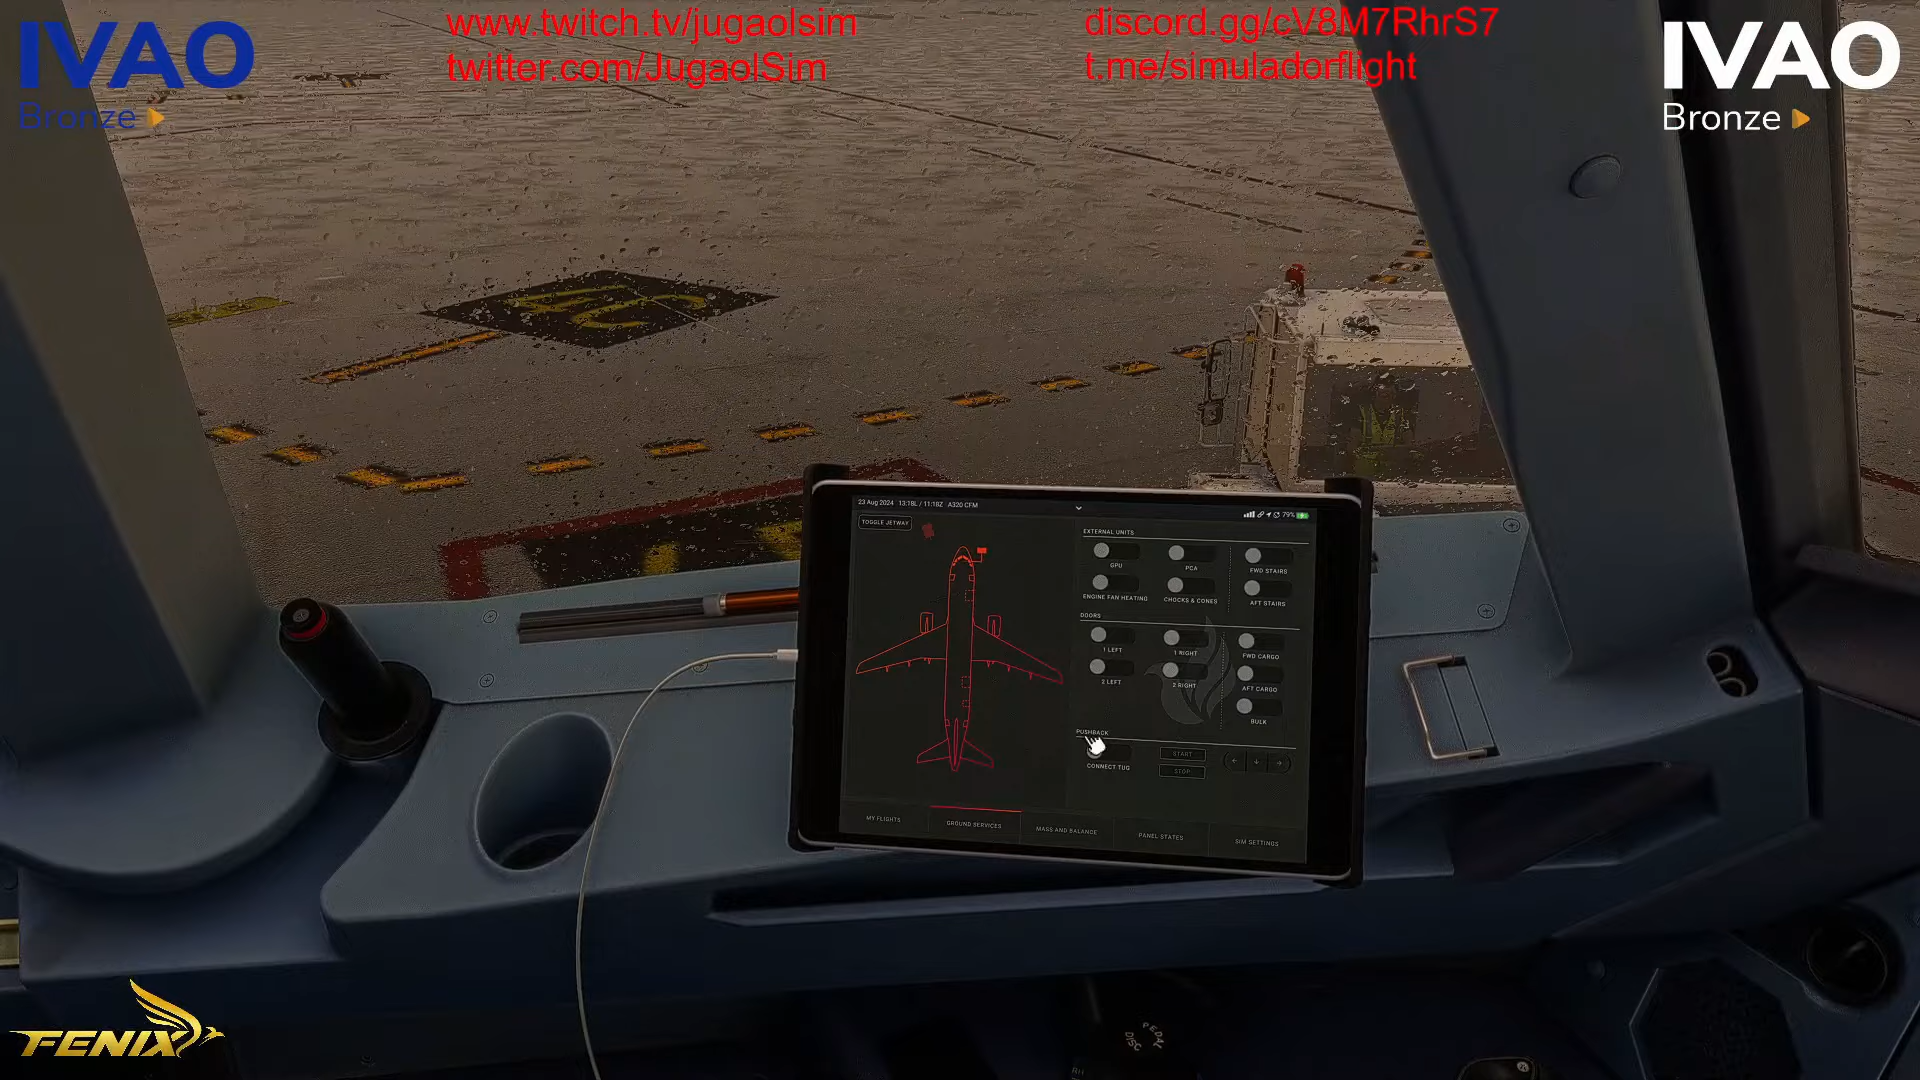 IVAO
Bronze
www.twitch.tv/jugaolsim
twitter.com/JugaolSim
discord.gg/cV8M7RhrS7
t.me/simuladorflight
IVAO
Bronze
23 Aug 2024 13:18L / 11:18Z A320 CFM
79%
TOGGLE JETWAY
EXTERNAL UNITS
GPU
PCA
FWD STAIRS
ENGINE FAN HEATING
CHOCKS & CONES
AFT STAIRS
DOORS
1 LEFT
1 RIGHT
FWD CARGO
2 LEFT
2 RIGHT
AFT CARGO
BULK
PUSHBACK
CONNECT TUG
START
STOP
MY FLIGHTS
GROUND SERVICES
MASS AND BALANCE
PANEL STATES
SIM SETTINGS
FENIX
PEDAL
DISC